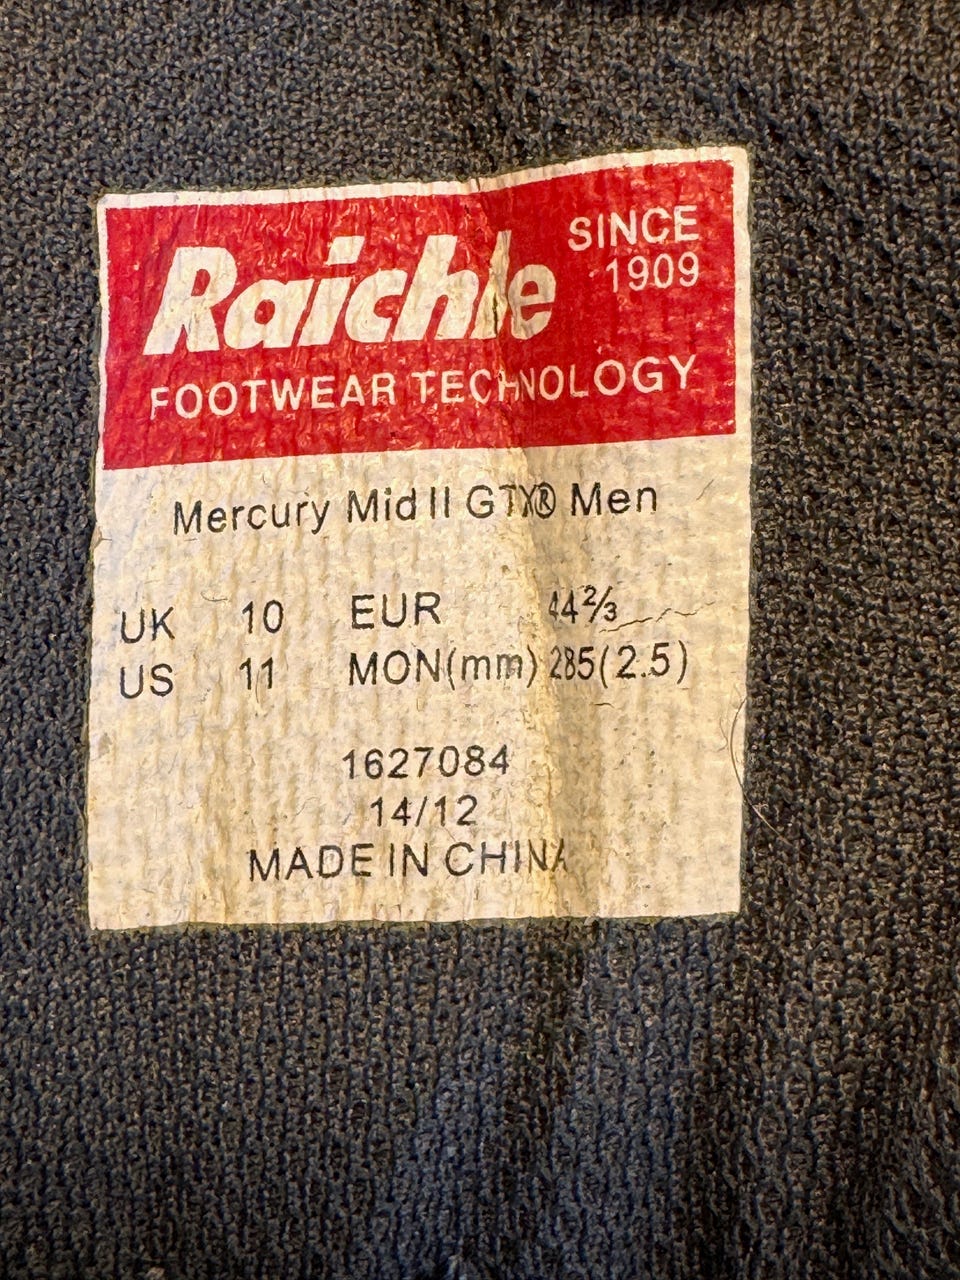 Raichle
SINCE
1909
FOOTWEAR TECHNOLOGY
Mercury Mid II GTX® Men
UK 10 EUR 44⅔
US 11 MON(mm) 285(2.5)
1627084
14/12
MADE IN CHINA